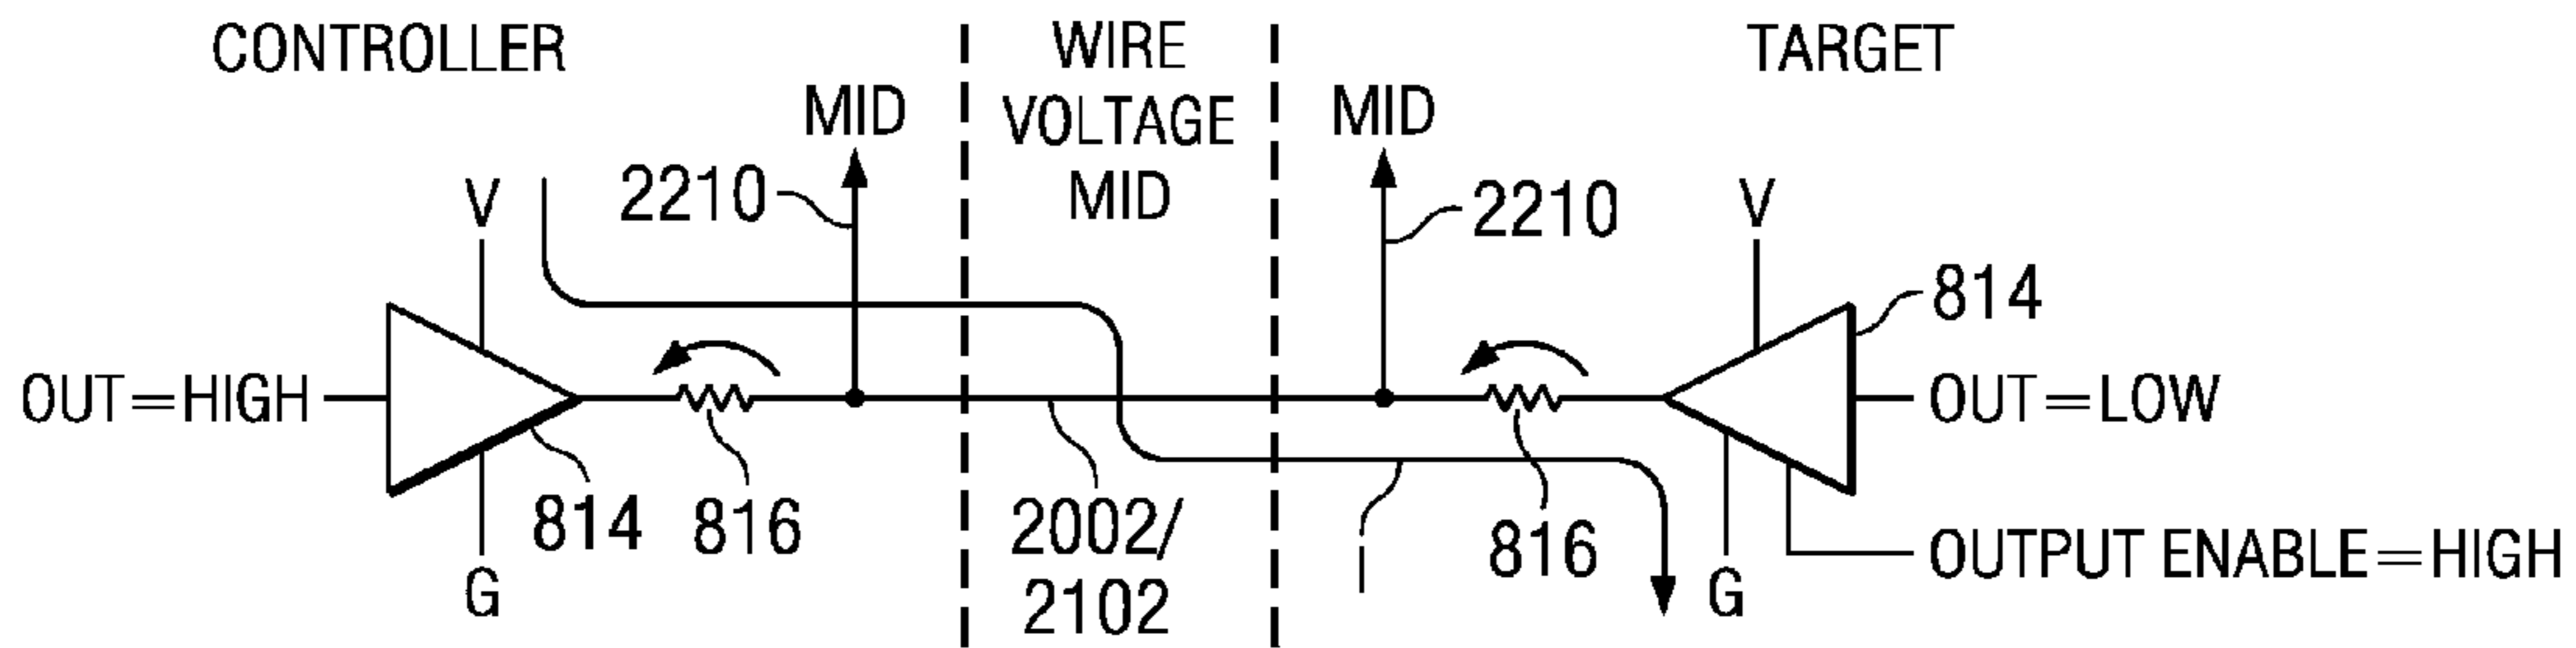 CONTROLLER
WIRE
VOLTAGE
MID
TARGET
MID
MID
2210
2210
V
V
814
OUT=HIGH
OUT=LOW
814
816
2002/
2102
I
816
OUTPUT ENABLE=HIGH
G
G